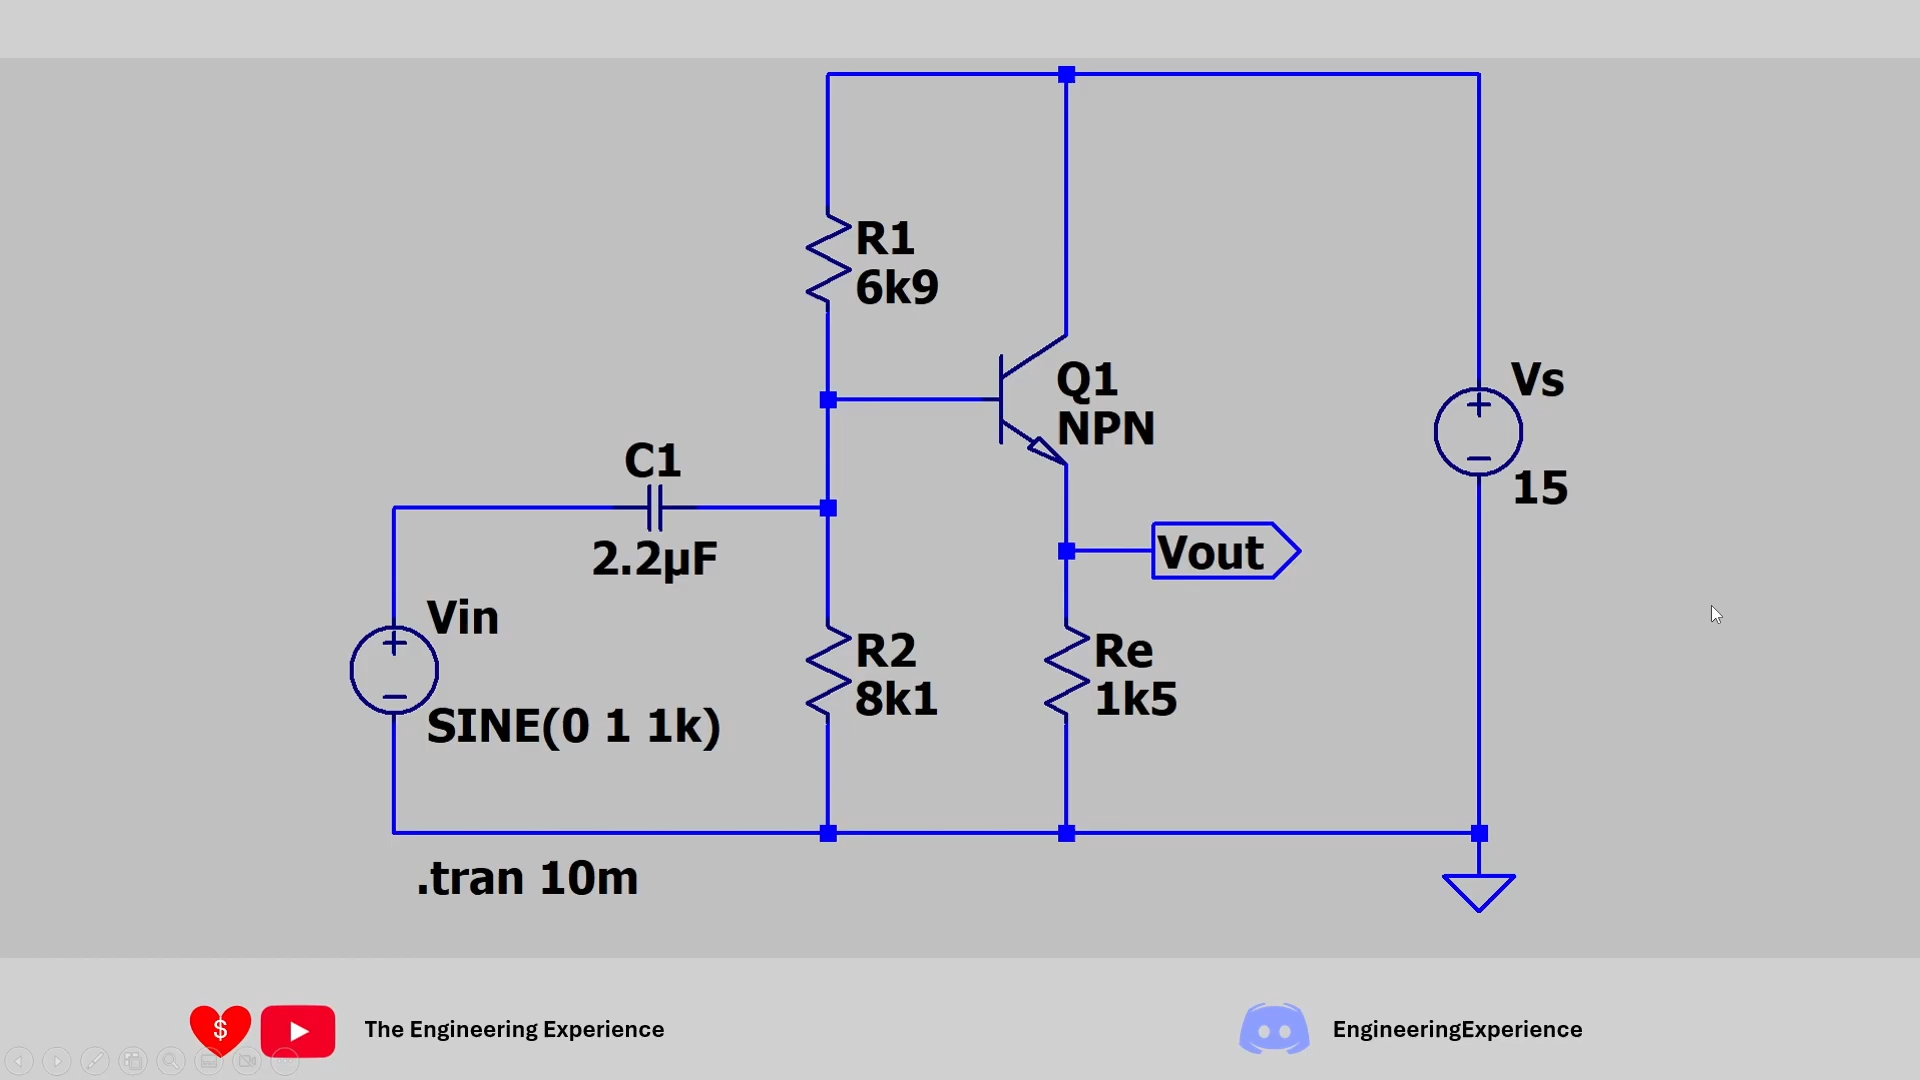 R1
6k9
Q1
NPN
Vs
15
C1
2.2µF
Vout
Vin
SINE(0 1 1k)
R2
8k1
Re
1k5
.tran 10m
$
The Engineering Experience
EngineeringExperience